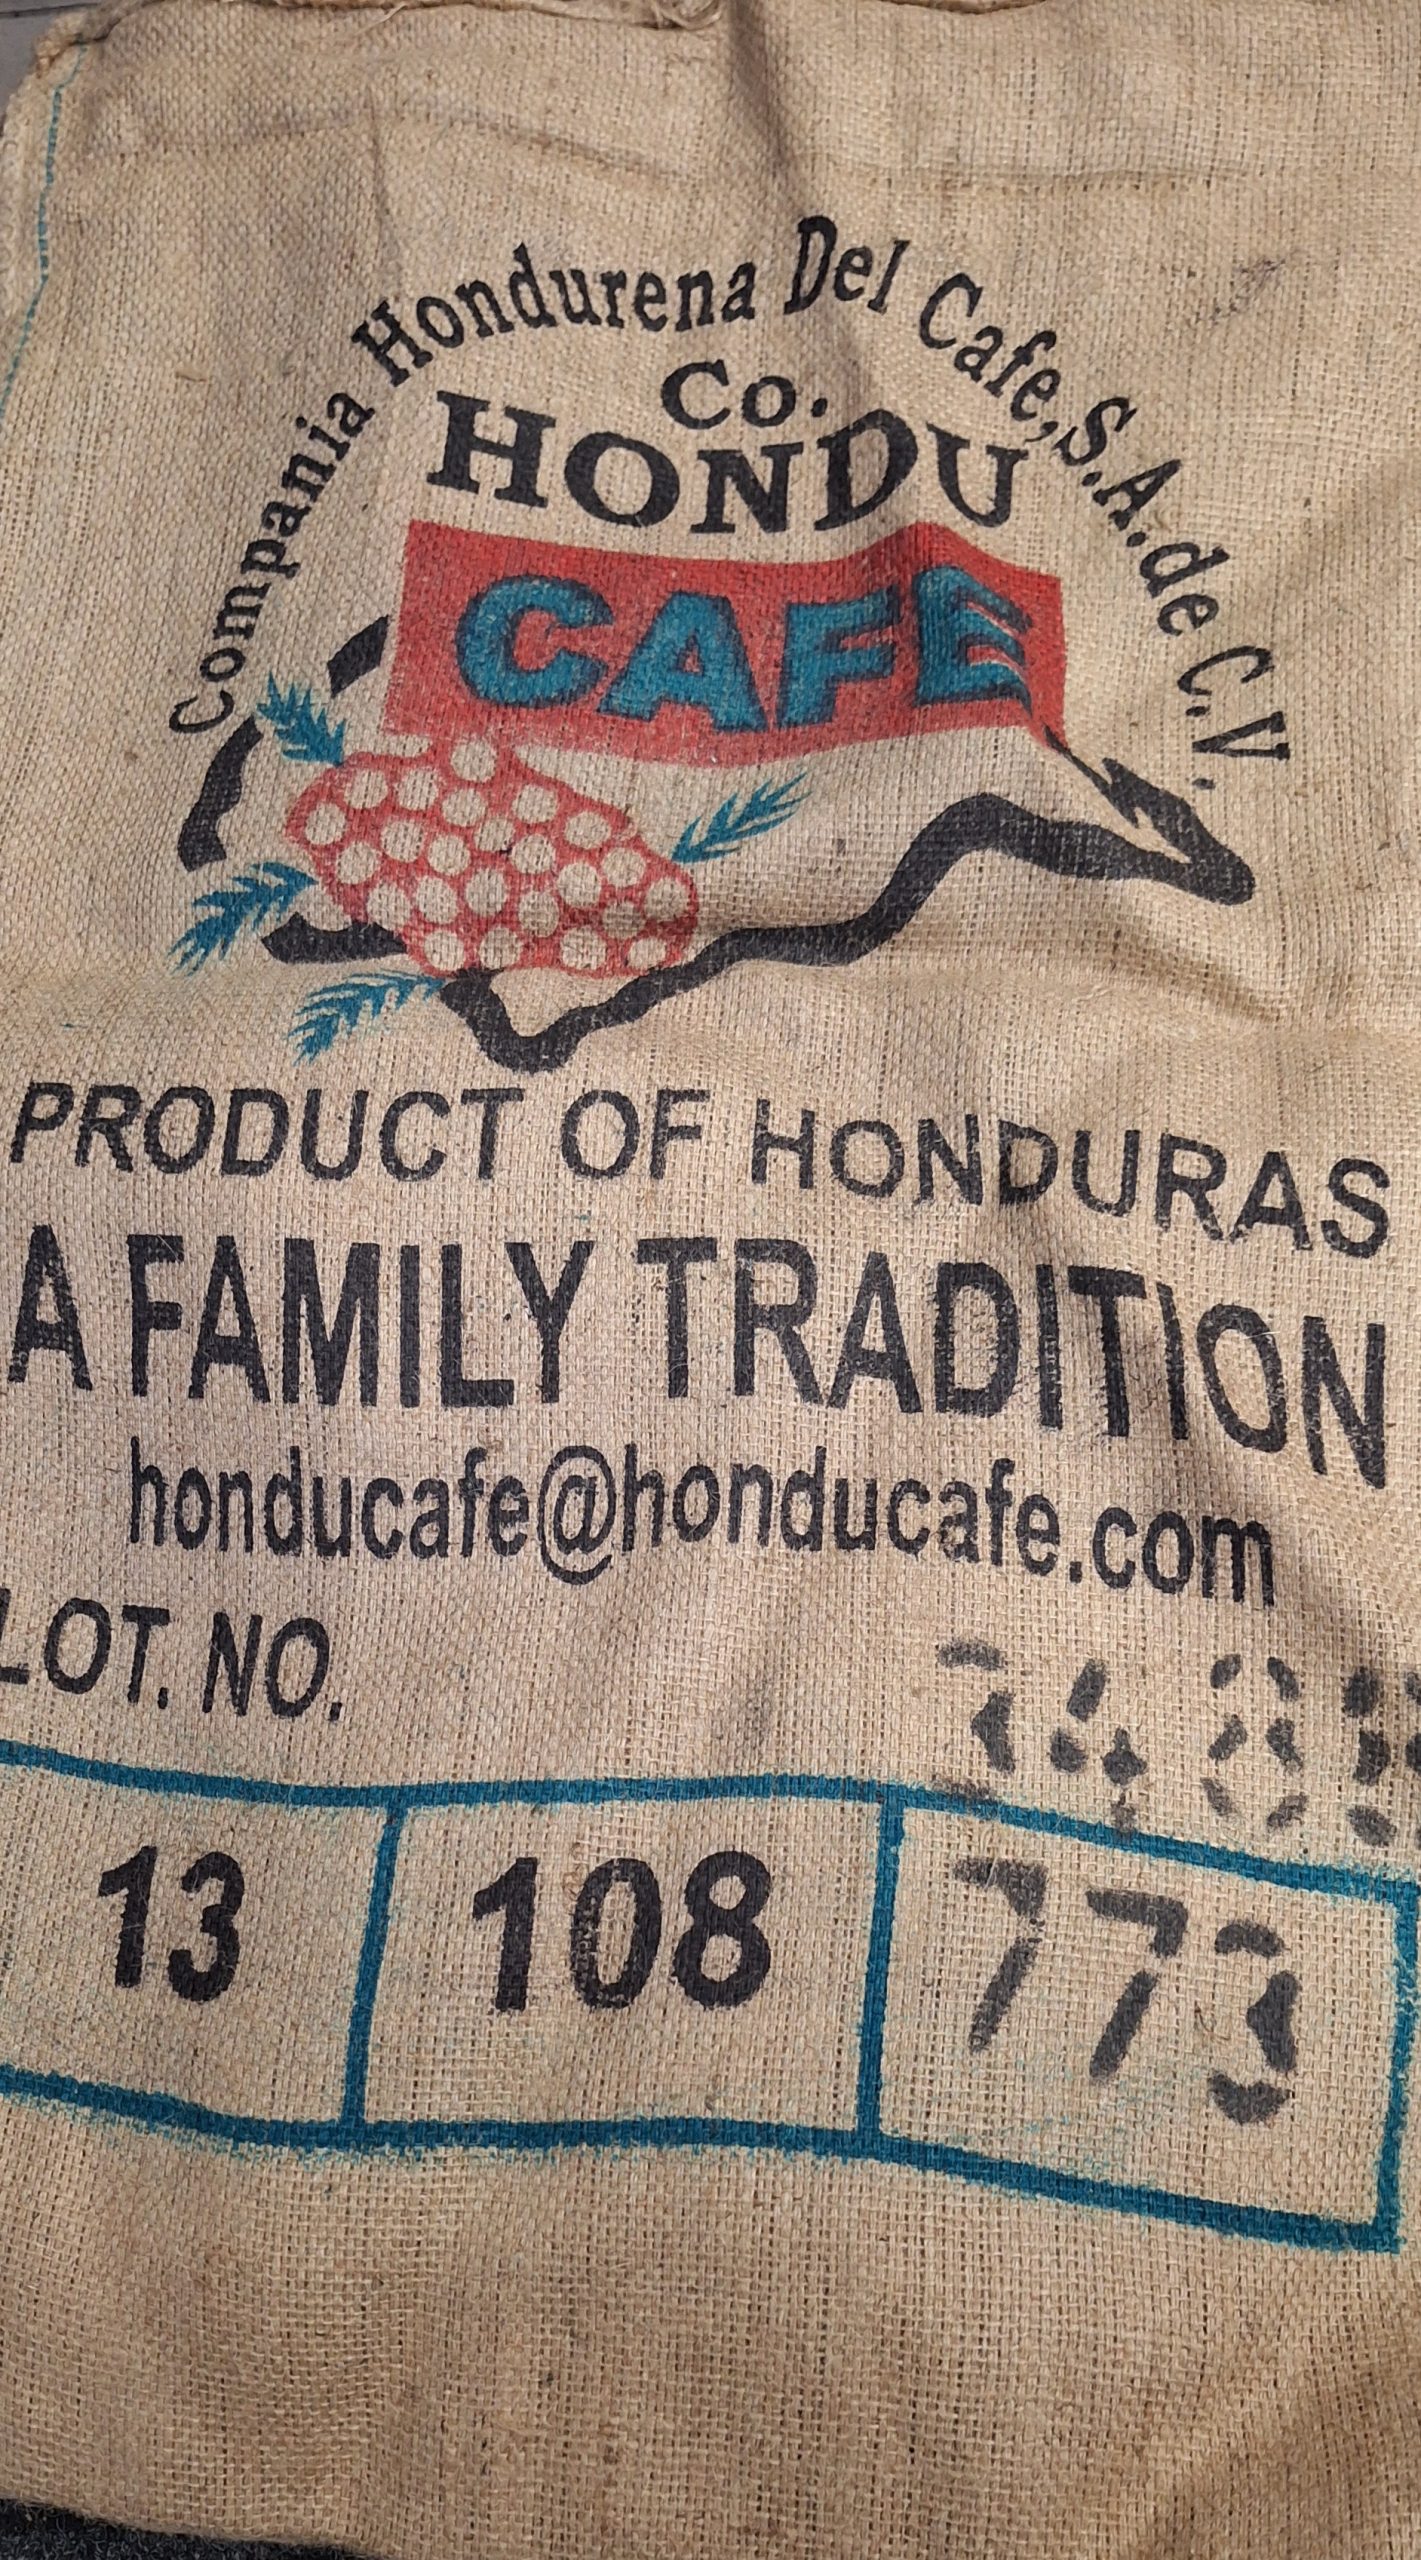 Compania Hondurena Del Cafe, S.A. de C.V.
Co.
HONDU
CAFE
PRODUCT OF HONDURAS
A FAMILY TRADITION
honducafe@honducafe.com
LOT. NO.
13 108 773